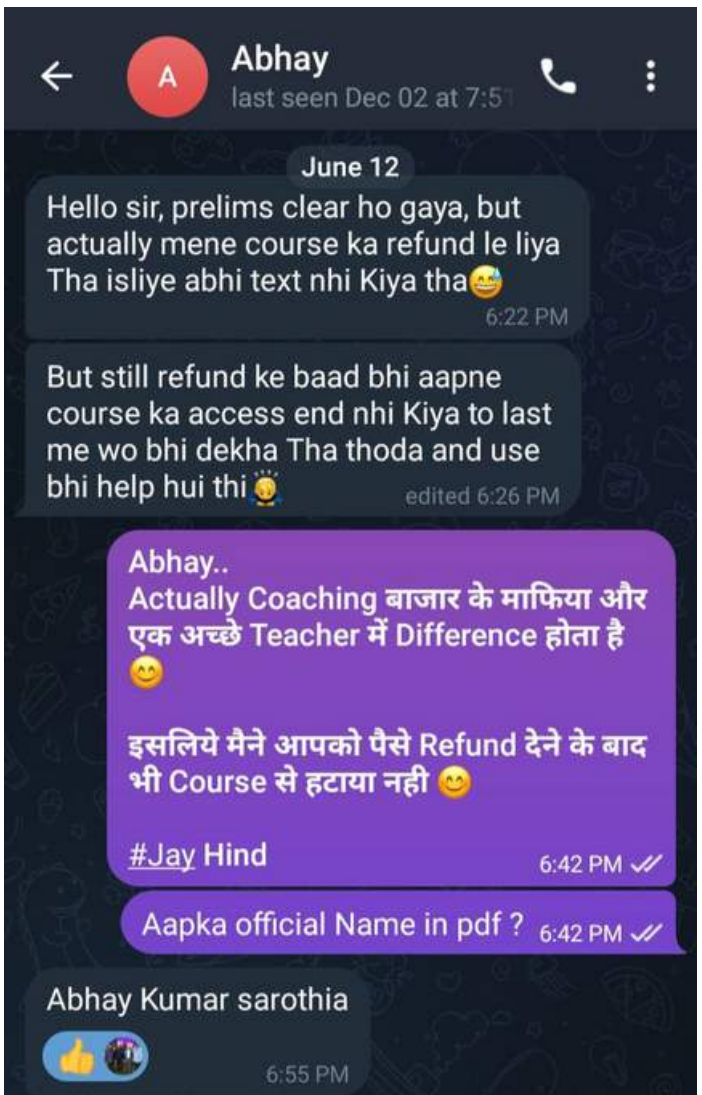 Abhay
last seen Dec 02 at 7:51
A
June 12
Hello sir, prelims clear ho gaya, but
actually mene course ka refund le liya
Tha isliye abhi text nhi Kiya tha😅
6:22 PM
But still refund ke baad bhi aapne
course ka access end nhi Kiya to last
me wo bhi dekha Tha thoda and use
bhi help hui thi🙇
edited 6:26 PM
Abhay..
Actually Coaching बाजार के माफिया और
एक अच्छे Teacher में Difference होता है
😊
इसलिये मैने आपको पैसे Refund देने के बाद
भी Course से हटाया नही 😊
#Jay Hind
6:42 PM
Aapka official Name in pdf ?
6:42 PM
Abhay Kumar sarothia
👍
6:55 PM